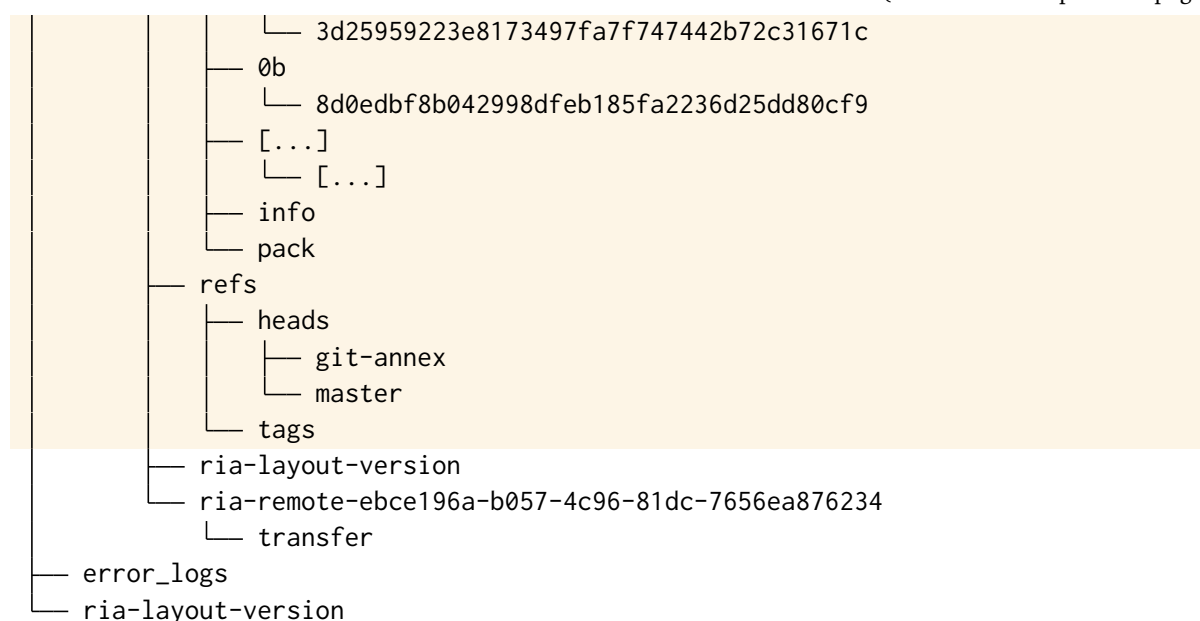 │       │   │   └── 3d25959223e8173497fa7f747442b72c31671c
│       │   ├── 0b
│       │   │   └── 8d0edbf8b042998dfeb185fa2236d25dd80cf9
│       │   ├── [...]
│       │   │   └── [...]
│       │   ├── info
│       │   └── pack
│       ├── refs
│       │   ├── heads
│       │   │   ├── git-annex
│       │   │   └── master
│       │   └── tags
│       ├── ria-layout-version
│       └── ria-remote-ebce196a-b057-4c96-81dc-7656ea876234
│           └── transfer
├── error_logs
└── ria-layout-version